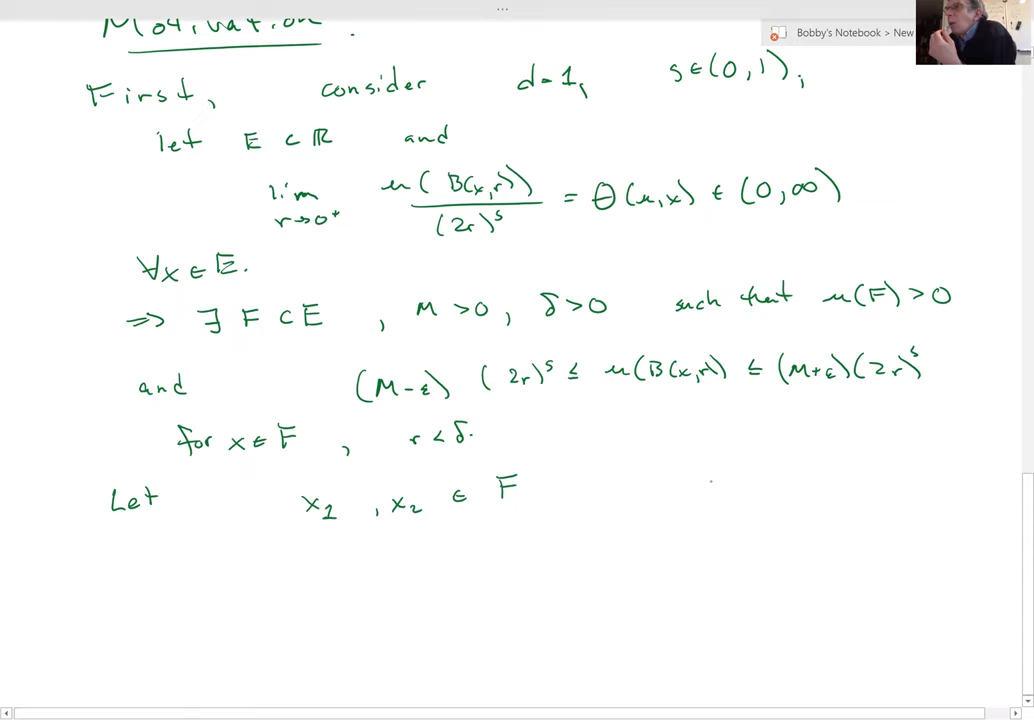 Motivation.
Bobby's Notebook > New
First, consider d=1, s∈(0,1),
let E ⊂ ℝ and
lim r→0⁺ μ(B(x,r)) / (2r)^s = Θ(μ,x) ∈ (0,∞)
∀x ∈ E.
⇒ ∃ F ⊂ E, M > 0, δ > 0 such that μ(F) > 0
and (M-ε) (2r)^s ≤ μ(B(x,r)) ≤ (M+ε)(2r)^s
for x ∈ F, r < δ.
Let x₁, x₂ ∈ F